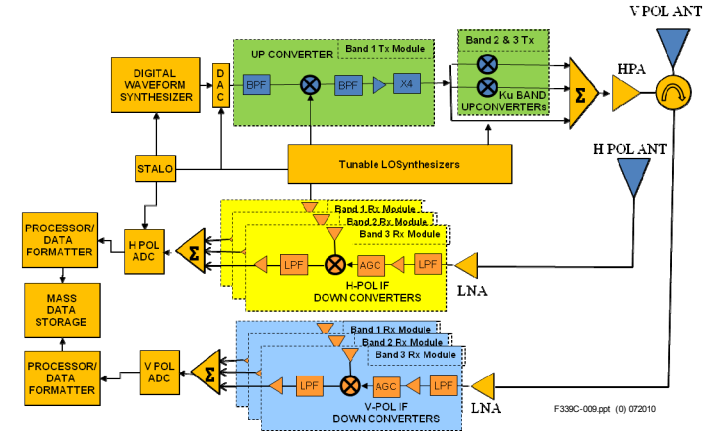 V POL ANT
Band 2 & 3 Tx
UP CONVERTER
Band 1 Tx Module
HPA
DIGITAL
WAVEFORM
SYNTHESIZER
D
A
C
BPF
BPF
X4
Ku BAND
UPCONVERTERs
Σ
H POL ANT
STALO
Tunable LOSynthesizers
Band 1 Rx Module
Band 2 Rx Module
Band 3 Rx Module
PROCESSOR/
DATA
FORMATTER
H POL
ADC
Σ
LPF
AGC
LPF
H-POL IF
DOWN CONVERTERS
LNA
MASS
DATA
STORAGE
Band 1 Rx Module
Band 2 Rx Module
Band 3 Rx Module
PROCESSOR/
DATA
FORMATTER
V POL
ADC
Σ
LPF
AGC
LPF
V-POL IF
DOWN CONVERTERS
LNA
F339C-009.ppt (0) 072010